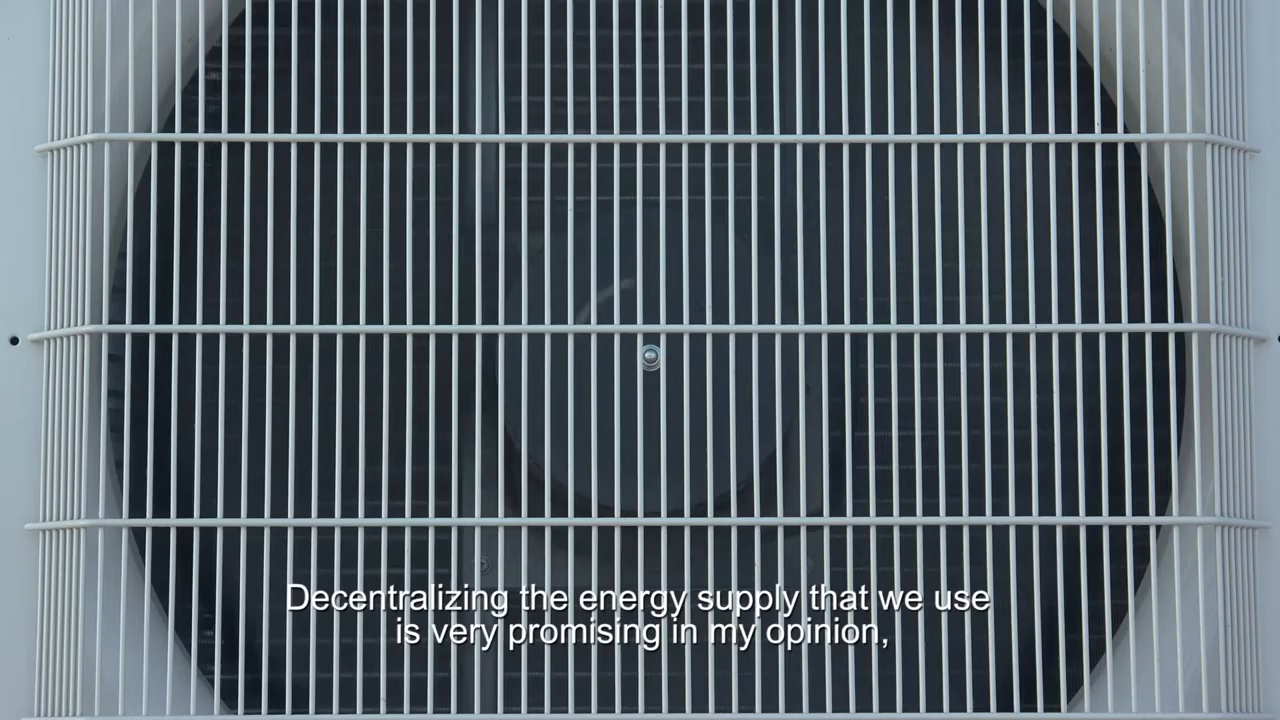 Decentralizing the energy supply that we use
is very promising in my opinion,